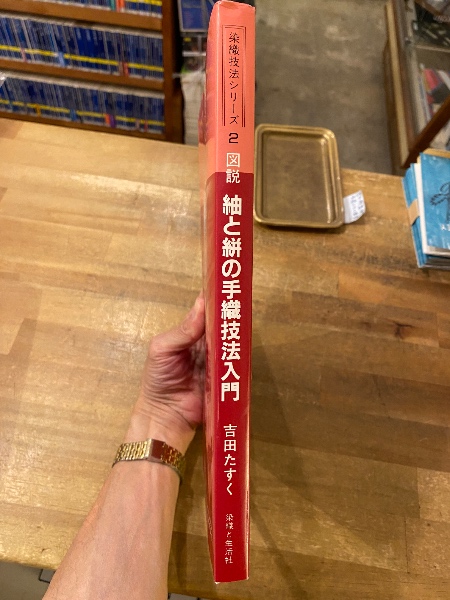 染織技法シリーズ
2
図説
紬と絣の手織技法入門
吉田たすく
染織と生活社